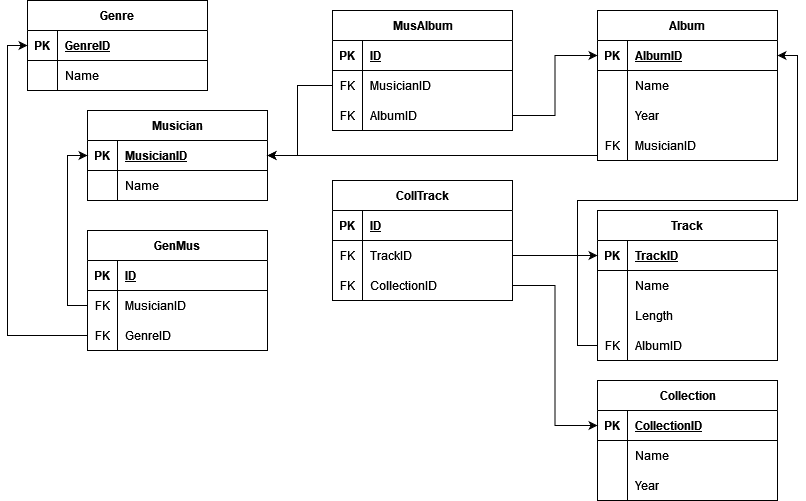 Genre
PK GenreID
Name
MusAlbum
PK ID
FK MusicianID
FK AlbumID
Album
PK AlbumID
Name
Year
FK MusicianID
Musician
PK MusicianID
Name
CollTrack
PK ID
FK TrackID
FK CollectionID
Track
PK TrackID
Name
Length
FK AlbumID
GenMus
PK ID
FK MusicianID
FK GenreID
Collection
PK CollectionID
Name
Year